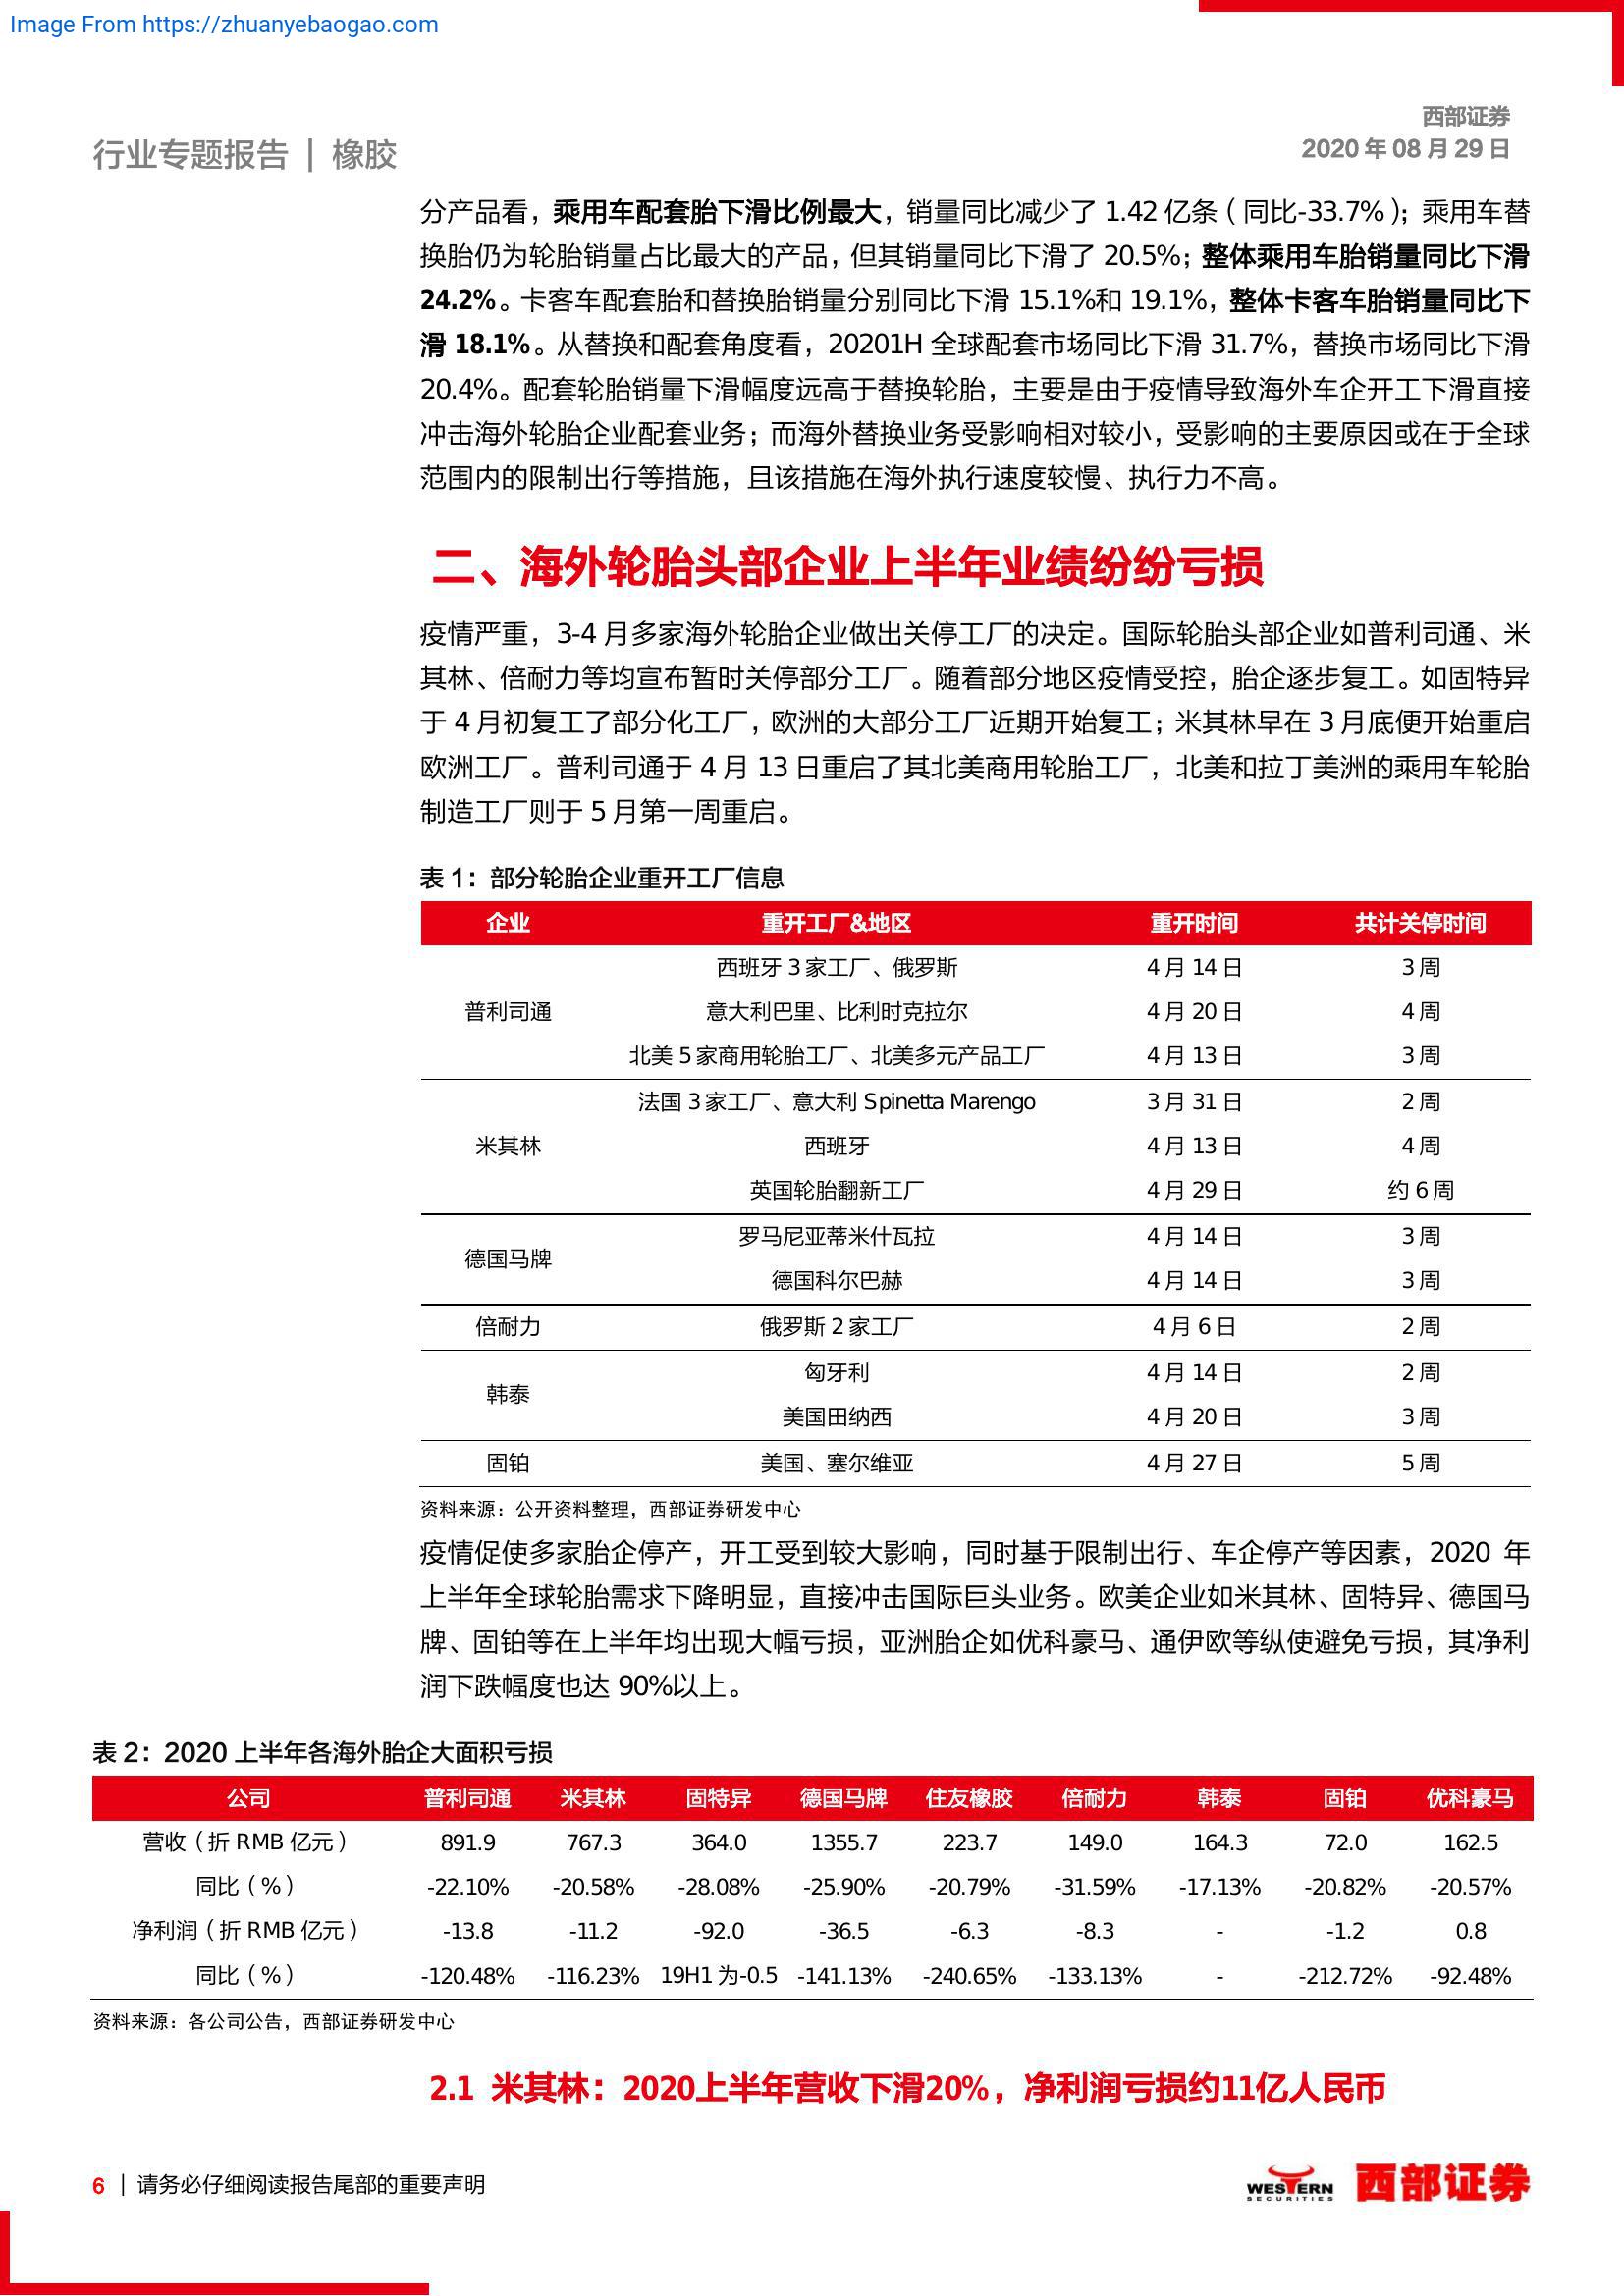 Image From https://zhuanyebaogao.com
西部证券
行业专题报告 | 橡胶
2020 年 08 月 29 日
分产品看，乘用车配套胎下滑比例最大，销量同比减少了 1.42 亿条（同比-33.7%）；乘用车替
换胎仍为轮胎销量占比最大的产品，但其销量同比下滑了 20.5%；整体乘用车胎销量同比下滑
24.2%。卡客车配套胎和替换胎销量分别同比下滑 15.1%和 19.1%，整体卡客车胎销量同比下
滑 18.1%。从替换和配套角度看，20201H 全球配套市场同比下滑 31.7%，替换市场同比下滑
20.4%。配套轮胎销量下滑幅度远高于替换轮胎，主要是由于疫情导致海外车企开工下滑直接
冲击海外轮胎企业配套业务；而海外替换业务受影响相对较小，受影响的主要原因或在于全球
范围内的限制出行等措施，且该措施在海外执行速度较慢、执行力不高。
二、海外轮胎头部企业上半年业绩纷纷亏损
疫情严重，3-4 月多家海外轮胎企业做出关停工厂的决定。国际轮胎头部企业如普利司通、米
其林、倍耐力等均宣布暂时关停部分工厂。随着部分地区疫情受控，胎企逐步复工。如固特异
于 4 月初复工了部分化工厂，欧洲的大部分工厂近期开始复工；米其林早在 3 月底便开始重启
欧洲工厂。普利司通于 4 月 13 日重启了其北美商用轮胎工厂，北美和拉丁美洲的乘用车轮胎
制造工厂则于 5 月第一周重启。
表 1：部分轮胎企业重开工厂信息
企业 重开工厂&地区 重开时间 共计关停时间
西班牙 3 家工厂、俄罗斯 4 月 14 日 3 周
普利司通 意大利巴里、比利时克拉尔 4 月 20 日 4 周
北美 5 家商用轮胎工厂、北美多元产品工厂 4 月 13 日 3 周
法国 3 家工厂、意大利 Spinetta Marengo 3 月 31 日 2 周
米其林 西班牙 4 月 13 日 4 周
英国轮胎翻新工厂 4 月 29 日 约 6 周
罗马尼亚蒂米什瓦拉 4 月 14 日 3 周
德国马牌
德国科尔巴赫 4 月 14 日 3 周
倍耐力 俄罗斯 2 家工厂 4 月 6 日 2 周
匈牙利 4 月 14 日 2 周
韩泰
美国田纳西 4 月 20 日 3 周
固铂 美国、塞尔维亚 4 月 27 日 5 周
资料来源：公开资料整理，西部证券研发中心
疫情促使多家胎企停产，开工受到较大影响，同时基于限制出行、车企停产等因素，2020 年
上半年全球轮胎需求下降明显，直接冲击国际巨头业务。欧美企业如米其林、固特异、德国马
牌、固铂等在上半年均出现大幅亏损，亚洲胎企如优科豪马、通伊欧等纵使避免亏损，其净利
润下跌幅度也达 90%以上。
表 2：2020 上半年各海外胎企大面积亏损
公司 普利司通 米其林 固特异 德国马牌 住友橡胶 倍耐力 韩泰 固铂 优科豪马
营收（折 RMB 亿元） 891.9 767.3 364.0 1355.7 223.7 149.0 164.3 72.0 162.5
同比（%） -22.10% -20.58% -28.08% -25.90% -20.79% -31.59% -17.13% -20.82% -20.57%
净利润（折 RMB 亿元） -13.8 -11.2 -92.0 -36.5 -6.3 -8.3 - -1.2 0.8
同比（%） -120.48% -116.23% 19H1 为-0.5 -141.13% -240.65% -133.13% - -212.72% -92.48%
资料来源：各公司公告，西部证券研发中心
2.1 米其林：2020上半年营收下滑20%，净利润亏损约11亿人民币
6 | 请务必仔细阅读报告尾部的重要声明
WESTERN
SECURITIES
西部证券